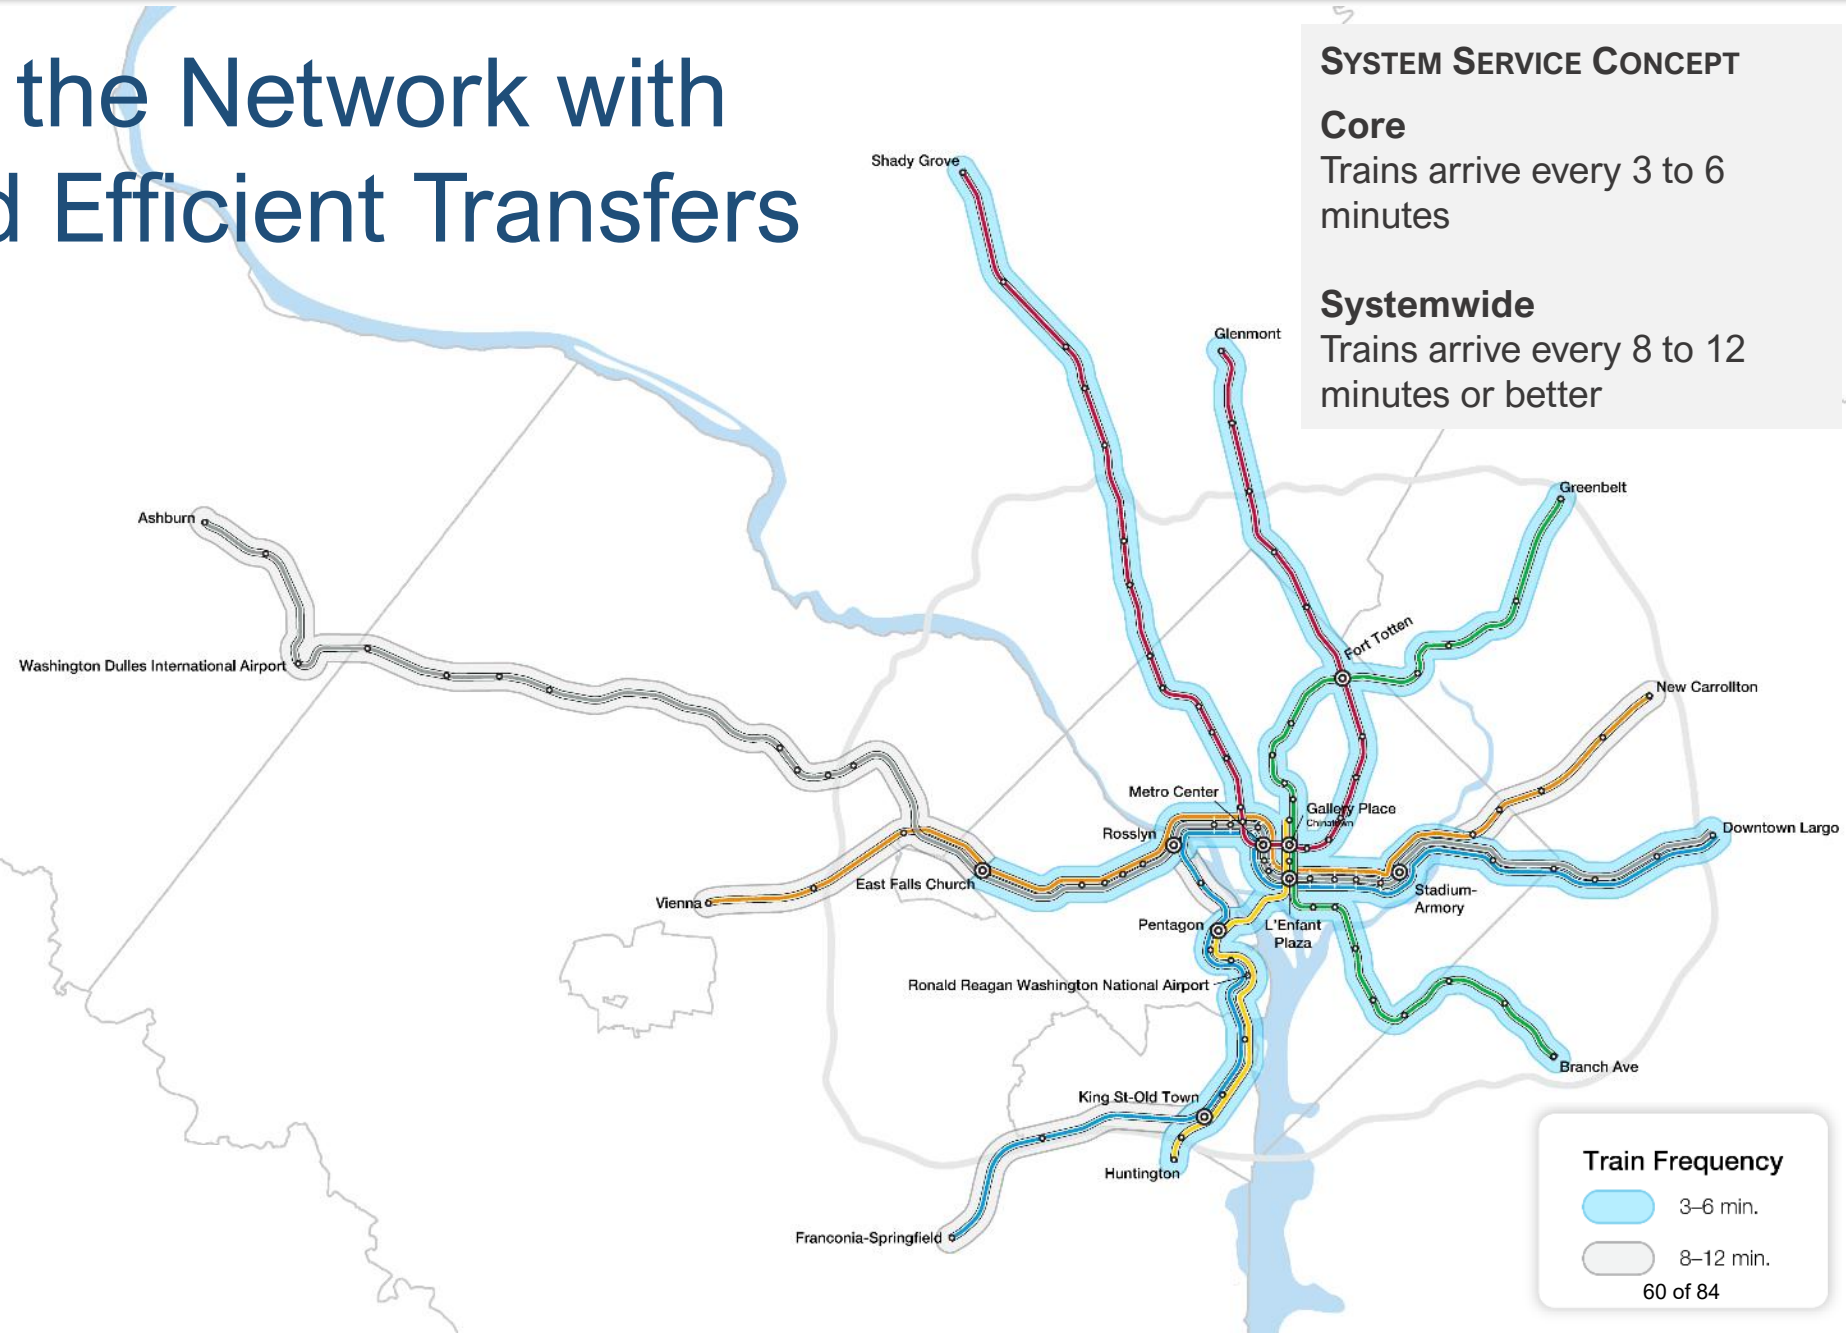 the Network with
d Efficient Transfers
SYSTEM SERVICE CONCEPT
Core
Trains arrive every 3 to 6
minutes
Systemwide
Trains arrive every 8 to 12
minutes or better
Shady Grove
Glenmont
Greenbelt
Ashburn
Fort Totten
Washington Dulles International Airport
New Carrollton
Metro Center
Gallery Place
Chinatown
Rosslyn
Downtown Largo
East Falls Church
Stadium-
Armory
Vienna
Pentagon
L'Enfant
Plaza
Ronald Reagan Washington National Airport
Branch Ave
King St-Old Town
Huntington
Franconia-Springfield
Train Frequency
3–6 min.
8–12 min.
60 of 84